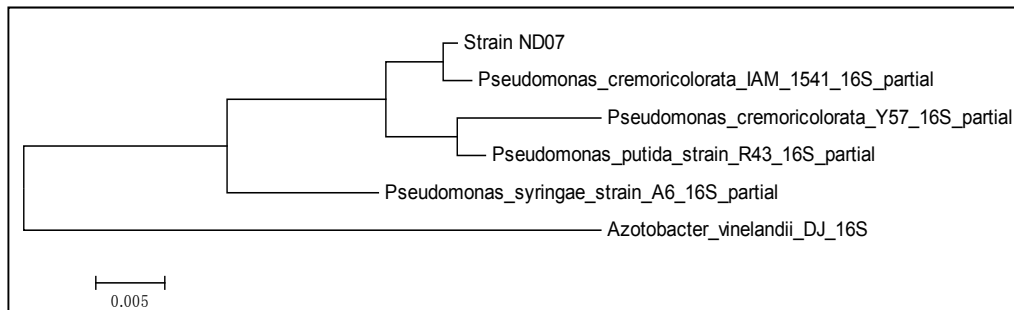 Strain ND07
Pseudomonas_cremoricolorata_IAM_1541_16S_partial
Pseudomonas_cremoricolorata_Y57_16S_partial
Pseudomonas_putida_strain_R43_16S_partial
Pseudomonas_syringae_strain_A6_16S_partial
Azotobacter_vinelandii_DJ_16S
0.005